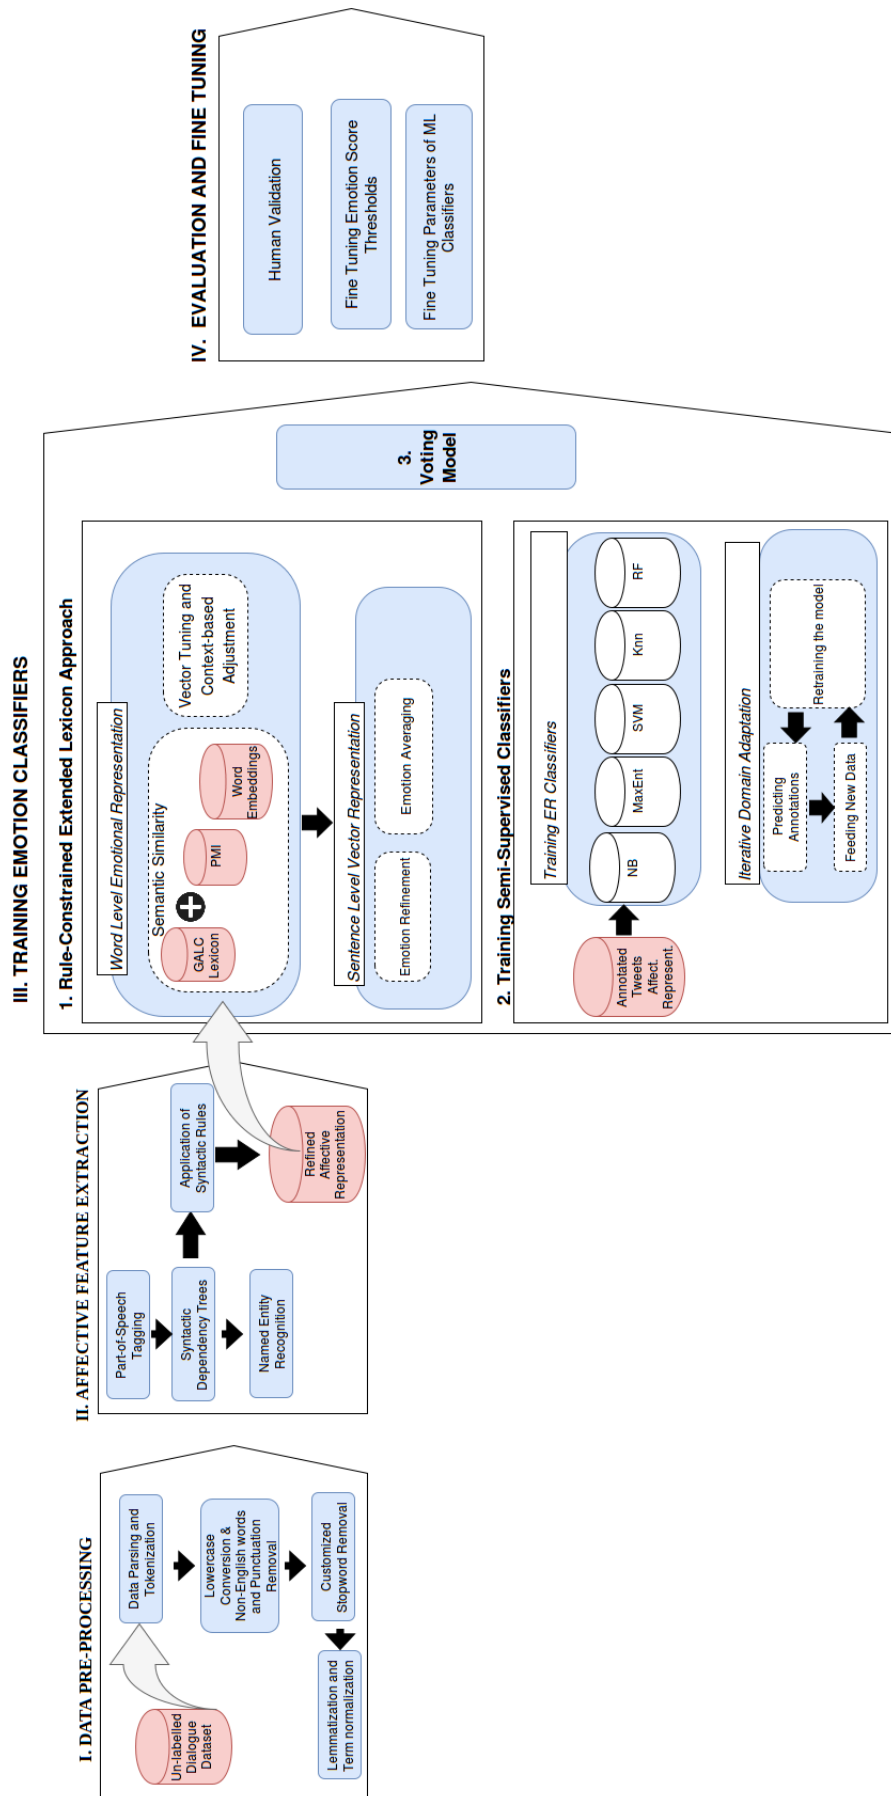 I. DATA PRE-PROCESSING
Un-labelled
Dialogue
Dataset
Data Parsing and
Tokenization
Lowercase
Conversion &
Non-English words
and Punctuation
Removal
Customized
Stopword Removal
Lemmatization and
Term normalization
II. AFFECTIVE FEATURE EXTRACTION
Part-of-Speech
Tagging
Syntactic
Dependency Trees
Named Entity
Recognition
Application of
Syntactic Rules
Refined
Affective
Representation
III. TRAINING EMOTION CLASSIFIERS
1. Rule-Constrained Extended Lexicon Approach
Word Level Emotional Representation
Semantic Similarity
GALC
Lexicon
PMI
Word
Embeddings
Vector Tuning and
Context-based
Adjustment
Sentence Level Vector Representation
Emotion Refinement
Emotion Averaging
2. Training Semi-Supervised Classifiers
Annotated
Tweets
Affect.
Represent.
Training ER Classifiers
NB
MaxEnt
SVM
Knn
RF
Iterative Domain Adaptation
Predicting
Annotations
Feeding New Data
Retraining the model
3.
Voting
Model
IV. EVALUATION AND FINE TUNING
Human Validation
Fine Tuning Emotion Score
Thresholds
Fine Tuning Parameters of ML
Classifiers